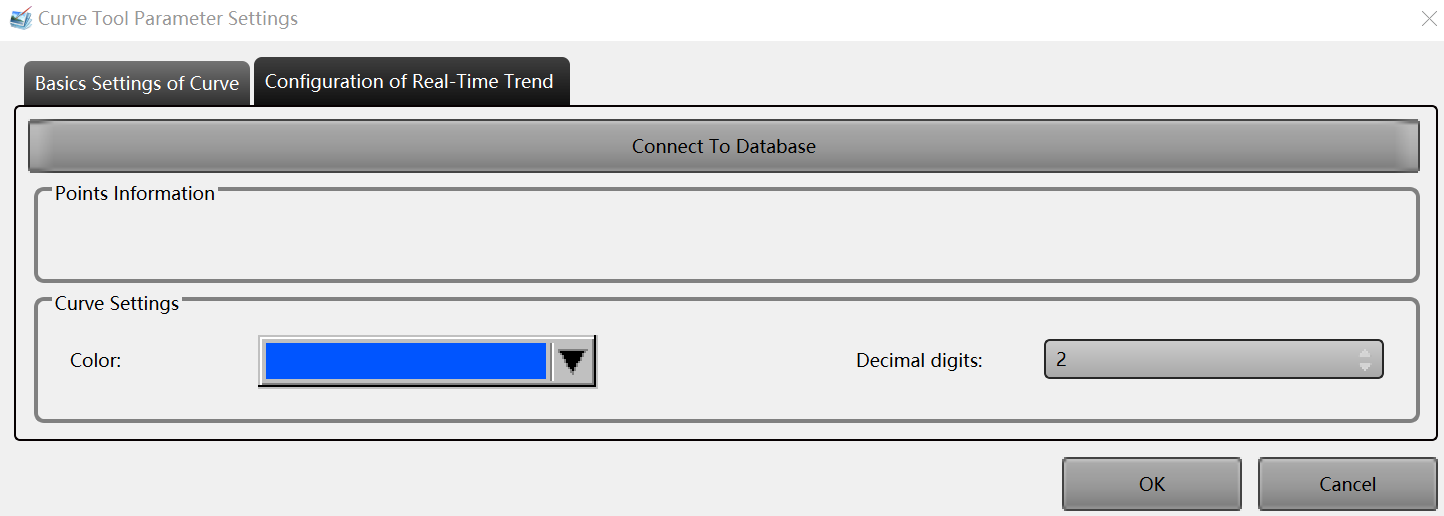 Curve Tool Parameter Settings
Basics Settings of Curve
Configuration of Real-Time Trend
Connect To Database
Points Information
Curve Settings
Color:
Decimal digits:
2
OK
Cancel